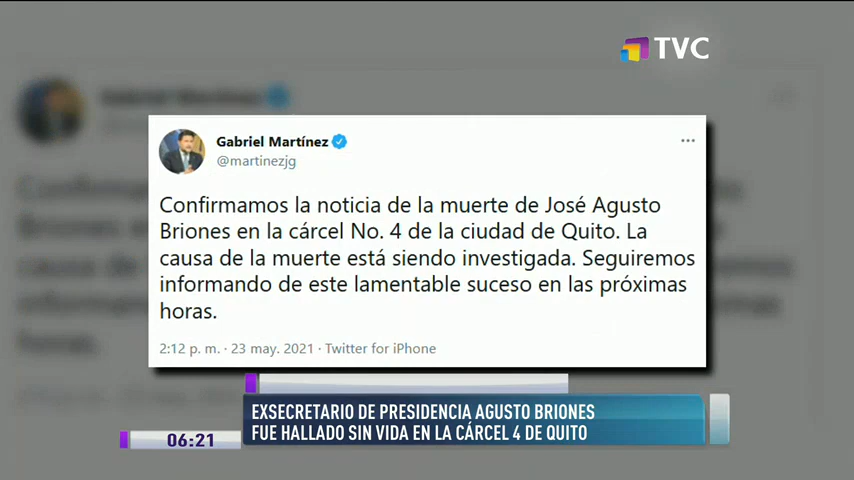 TVC
Gabriel Martínez
@martinezjg
Confirmamos la noticia de la muerte de José Agusto
Briones en la cárcel No. 4 de la ciudad de Quito. La
causa de la muerte está siendo investigada. Seguiremos
informando de este lamentable suceso en las próximas
horas.
2:12 p. m. · 23 may. 2021 · Twitter for iPhone
EXSECRETARIO DE PRESIDENCIA AGUSTO BRIONES
FUE HALLADO SIN VIDA EN LA CÁRCEL 4 DE QUITO
06:21